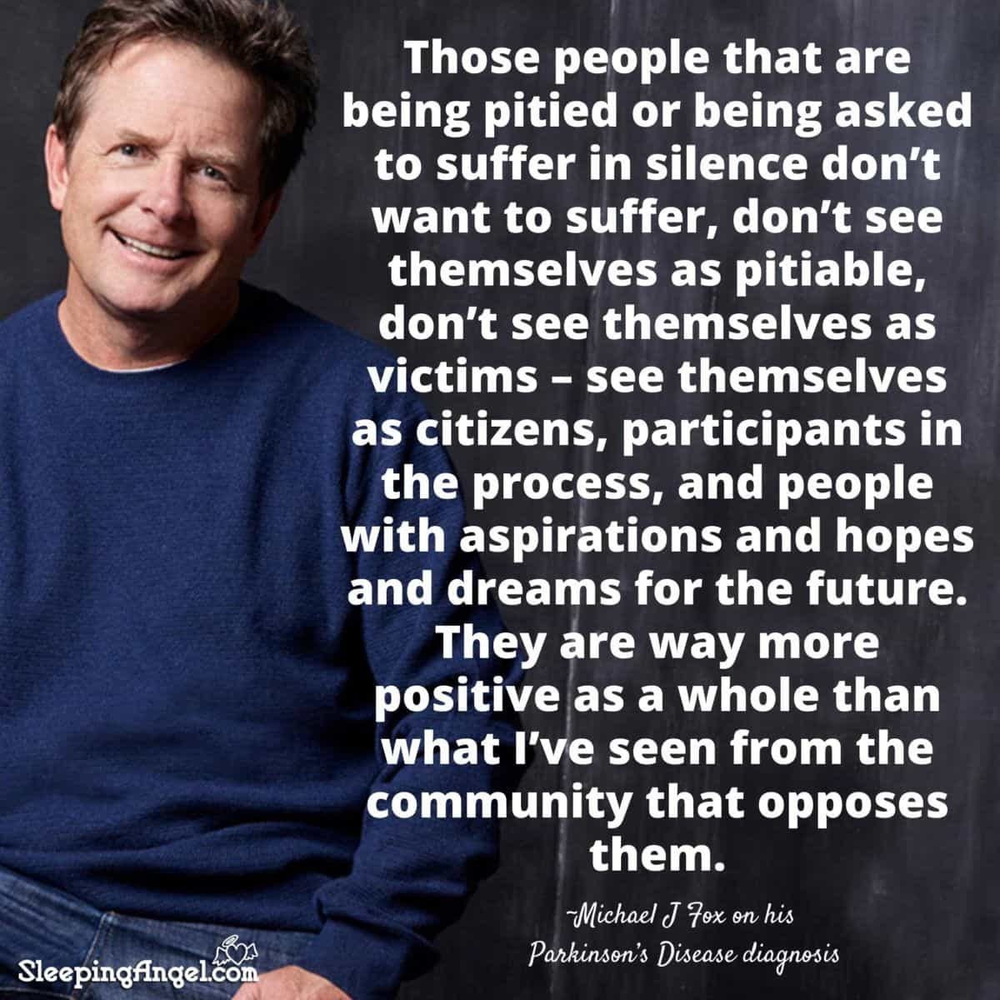 Those people that are
being pitied or being asked
to suffer in silence don’t
want to suffer, don’t see
themselves as pitiable,
don’t see themselves as
victims – see themselves
as citizens, participants in
the process, and people
with aspirations and hopes
and dreams for the future.
They are way more
positive as a whole than
what I’ve seen from the
community that opposes
them.
~Michael J Fox on his
Parkinson’s Disease diagnosis
SleepingAngel.com